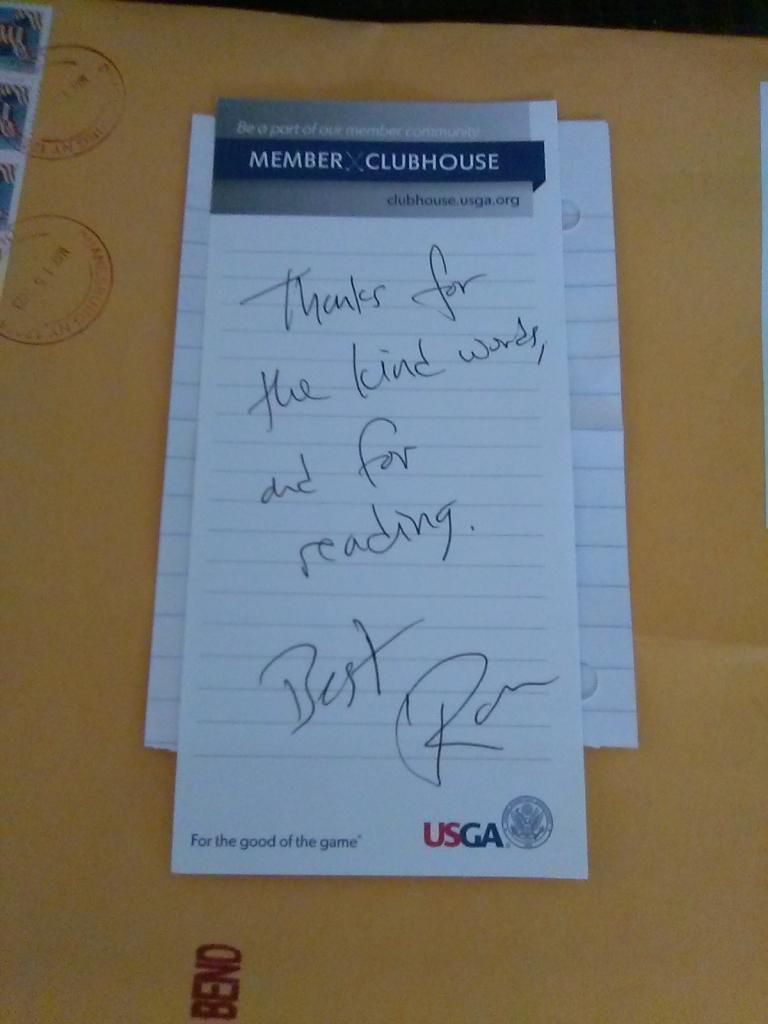 Be a part of our member community
MEMBER CLUBHOUSE
clubhouse.usga.org
Thanks for
the kind words,
and for
reading.
Best
For the good of the game
USGA
BEND